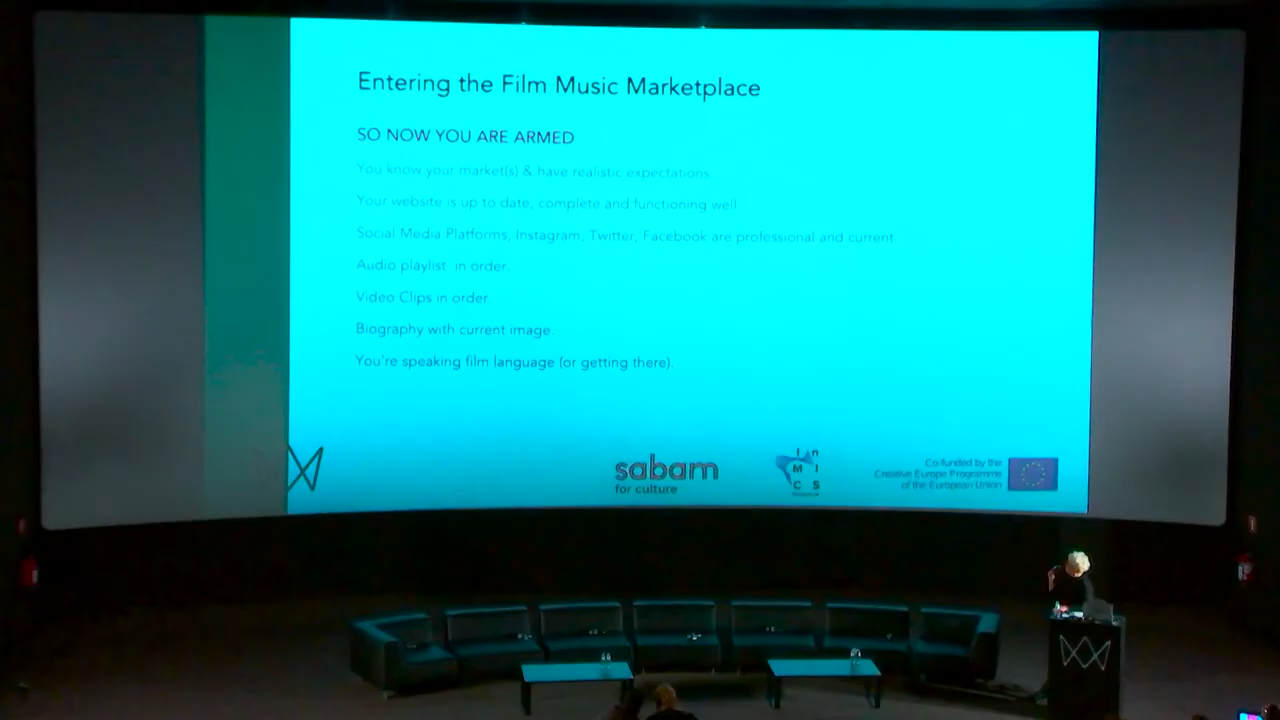 Entering the Film Music Marketplace
SO NOW YOU ARE ARMED
You know your market(s) & have realistic expectations
Your website is up to date, complete and functioning well
Social Media Platforms, Instagram, Twitter, Facebook are professional and current.
Audio playlist in order.
Video Clips in order.
Biography with current image.
You're speaking film language (or getting there).
sabam
for culture
In
M I
C S
Co-funded by the
Creative Europe Programme
of the European Union